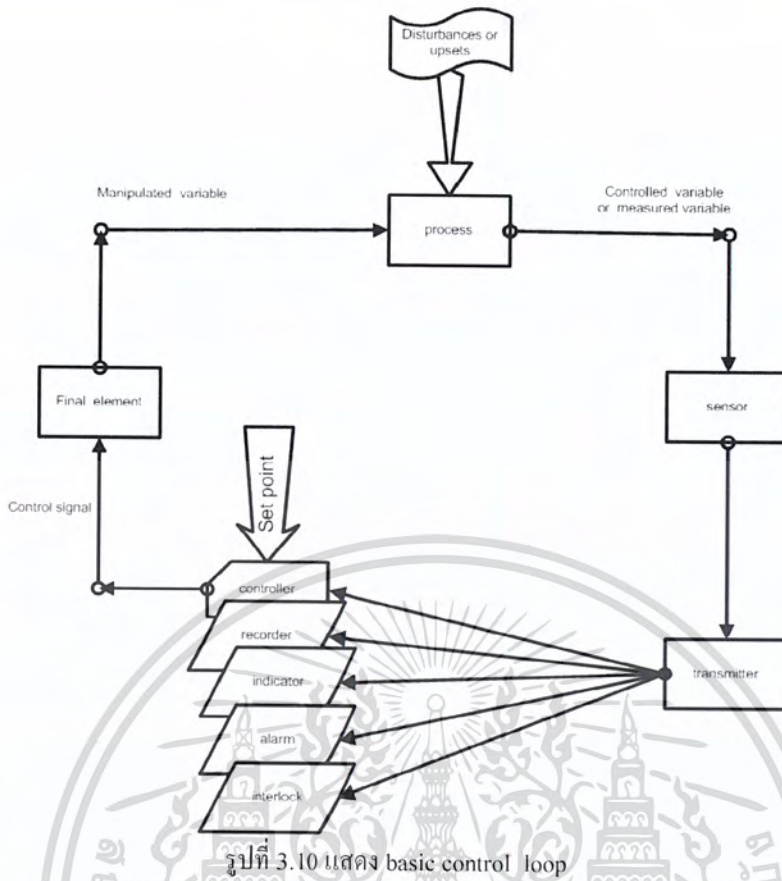 Disturbances or
upsets
Manipulated variable
Controlled variable
or measured variable
process
Final element
sensor
Set point
Control signal
controller
recorder
indicator
alarm
interlock
transmitter
รูปที่ 3.10 แสดง basic control loop